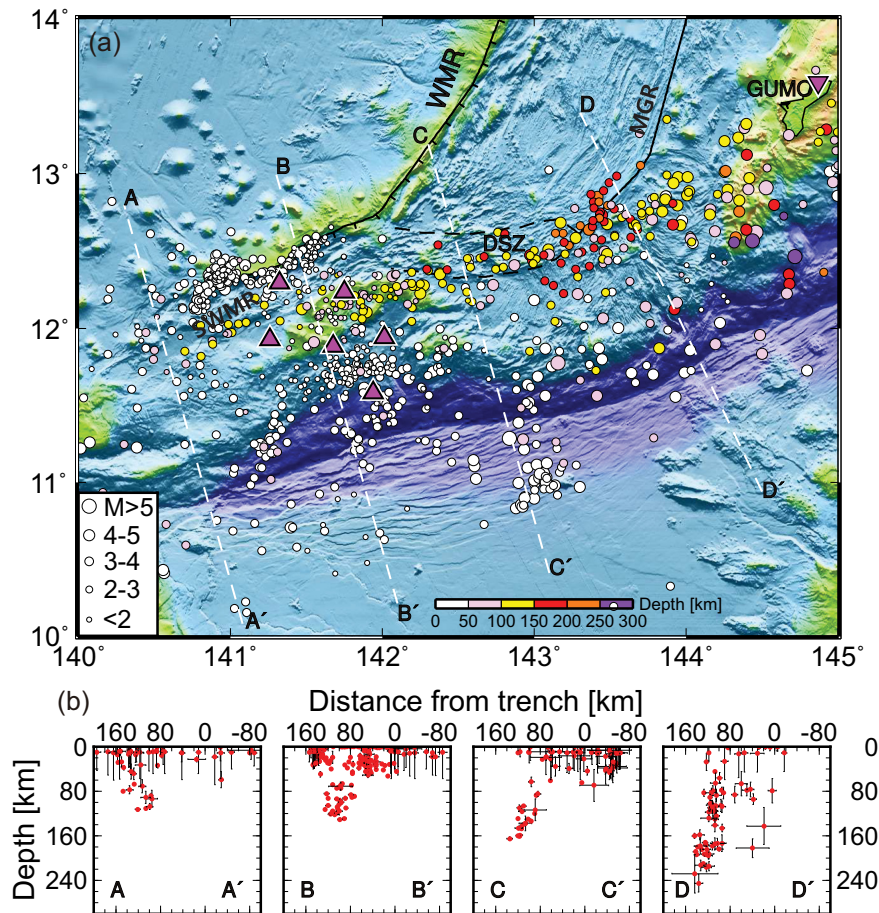 14˚
(a)
WMR
GUMO
MGR
D
C
13˚
B
A
DSZ
12˚
SWMR
11˚
D´
M>5
4-5
3-4
2-3
<2
C´
B´
A´
Depth [km]
0 50 100 150 200 250 300
10˚
140˚ 141˚ 142˚ 143˚ 144˚ 145˚
(b) Distance from trench [km]
160 80 0 -80 160 80 0 -80 160 80 0 -80 160 80 0 -80
Depth [km]
0 0
80 80
160 160
240 240
A A´ B B´ C C´ D D´